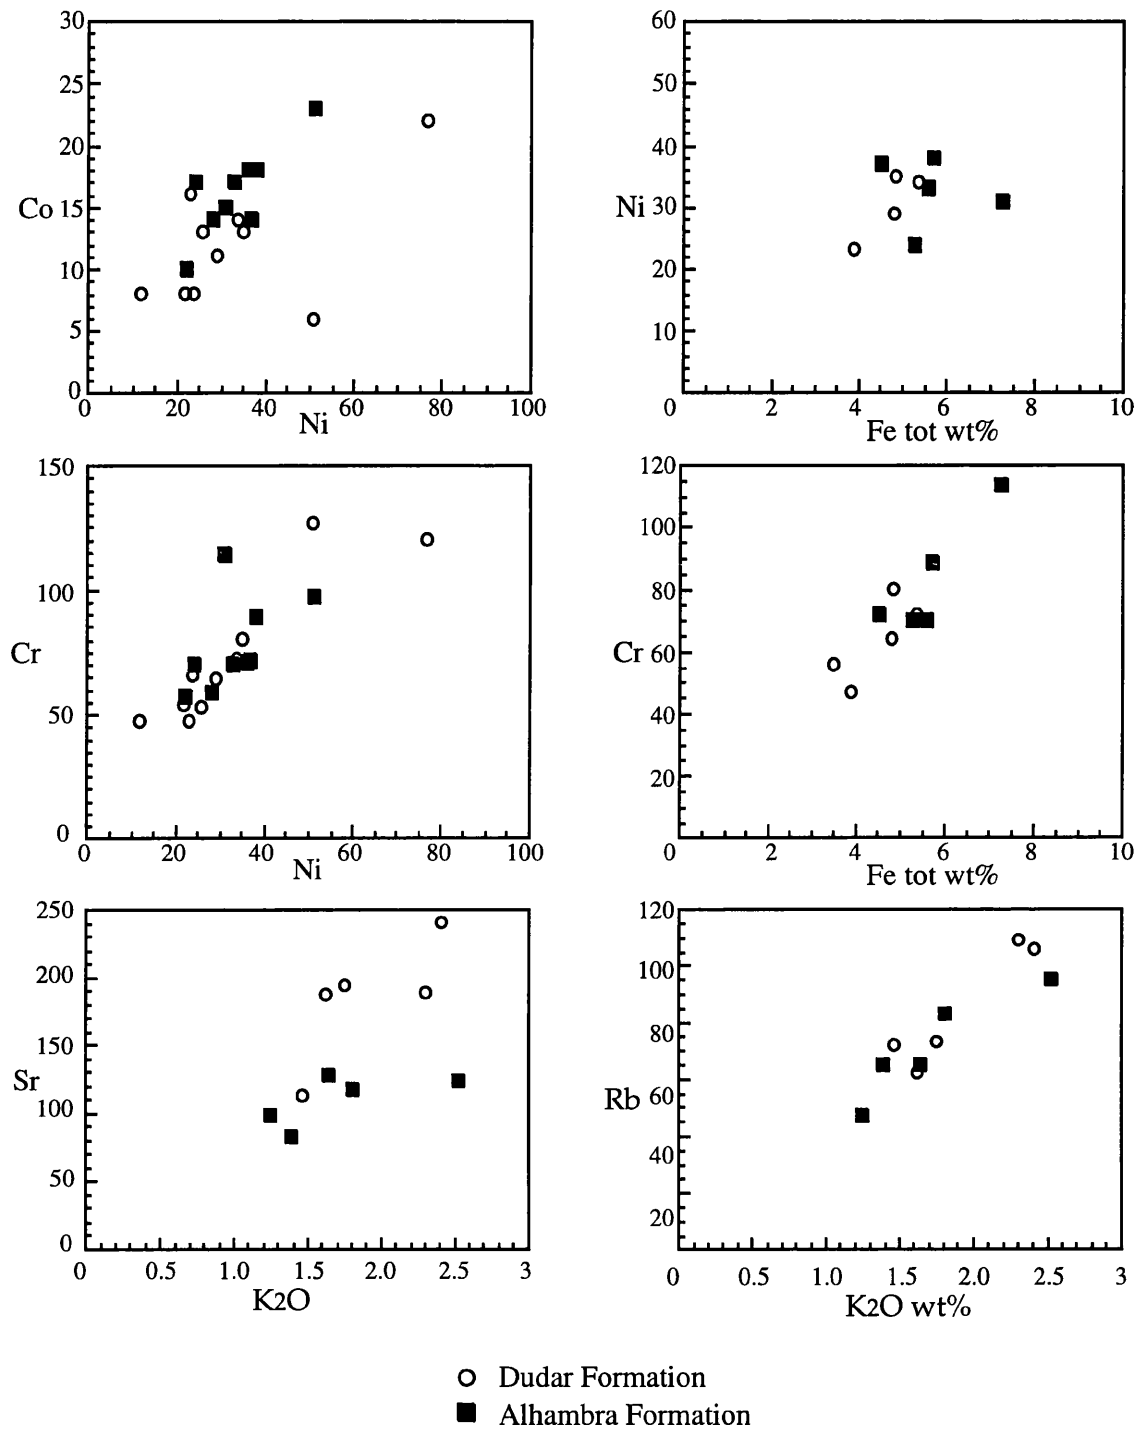 30
25
20
Co 15
10
5
0
0 20 40 60 80 100
Ni
60
50
40
Ni 30
20
10
0 2 4 6 8 10
Fe tot wt%
150
100
Cr
50
0
0 20 40 60 80 100
Ni
120
100
80
Cr 60
40
20
0 2 4 6 8 10
Fe tot wt%
250
200
150
Sr
100
50
0
0 0.5 1.0 1.5 2.0 2.5 3
K2O
120
100
80
Rb 60
40
20
0 0.5 1.0 1.5 2.0 2.5 3
K2O wt%
Dudar Formation
Alhambra Formation